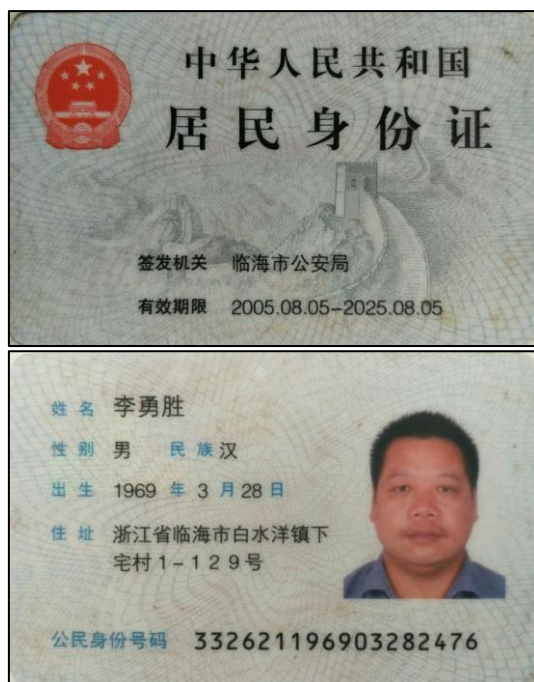 中华人民共和国
居民身份证
签发机关 临海市公安局
有效期限 2005.08.05-2025.08.05
姓名 李勇胜
性别 男 民族 汉
出生 1969 年 3 月 28 日
住址 浙江省临海市白水洋镇下
宅村1-129号
公民身份号码 332621196903282476